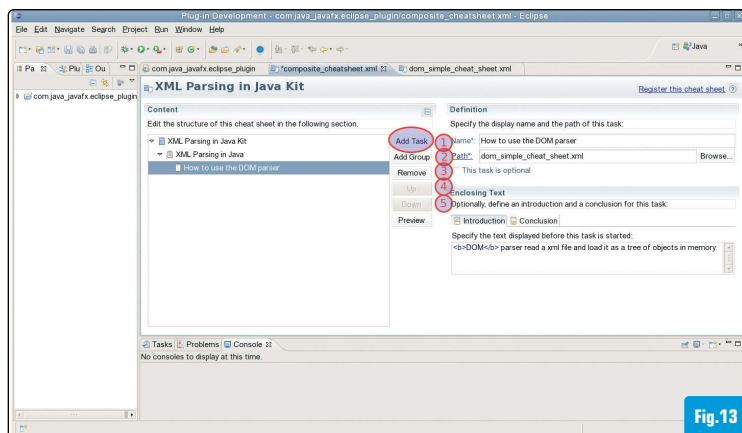 Plug-in Development - com.java_javafx.eclipse_plugin/composite_cheatsheet.xml - Eclipse
File Edit Navigate Search Project Run Window Help
Java
Pa Plu Ou
com.java_javafx.eclipse_plugin *composite_cheatsheet.xml dom_simple_cheat_sheet.xml
com.java_javafx.eclipse_plugin
XML Parsing in Java Kit
Register this cheat sheet
Content
Edit the structure of this cheat sheet in the following section.
XML Parsing in Java Kit
XML Parsing in Java
How to use the DOM parser
Add Task
Add Group
Remove
Up
Down
Preview
1
2
3
4
5
Definition
Specify the display name and the path of this task:
Name*: How to use the DOM parser
Path*: dom_simple_cheat_sheet.xml Browse...
This task is optional
Enclosing Text
Optionally, define an introduction and a conclusion for this task:
Introduction Conclusion
Specify the text displayed before this task is started:
<b>DOM</b> parser read a xml file and load it as a tree of objects in memory
Tasks Problems Console
No consoles to display at this time.
Fig.13